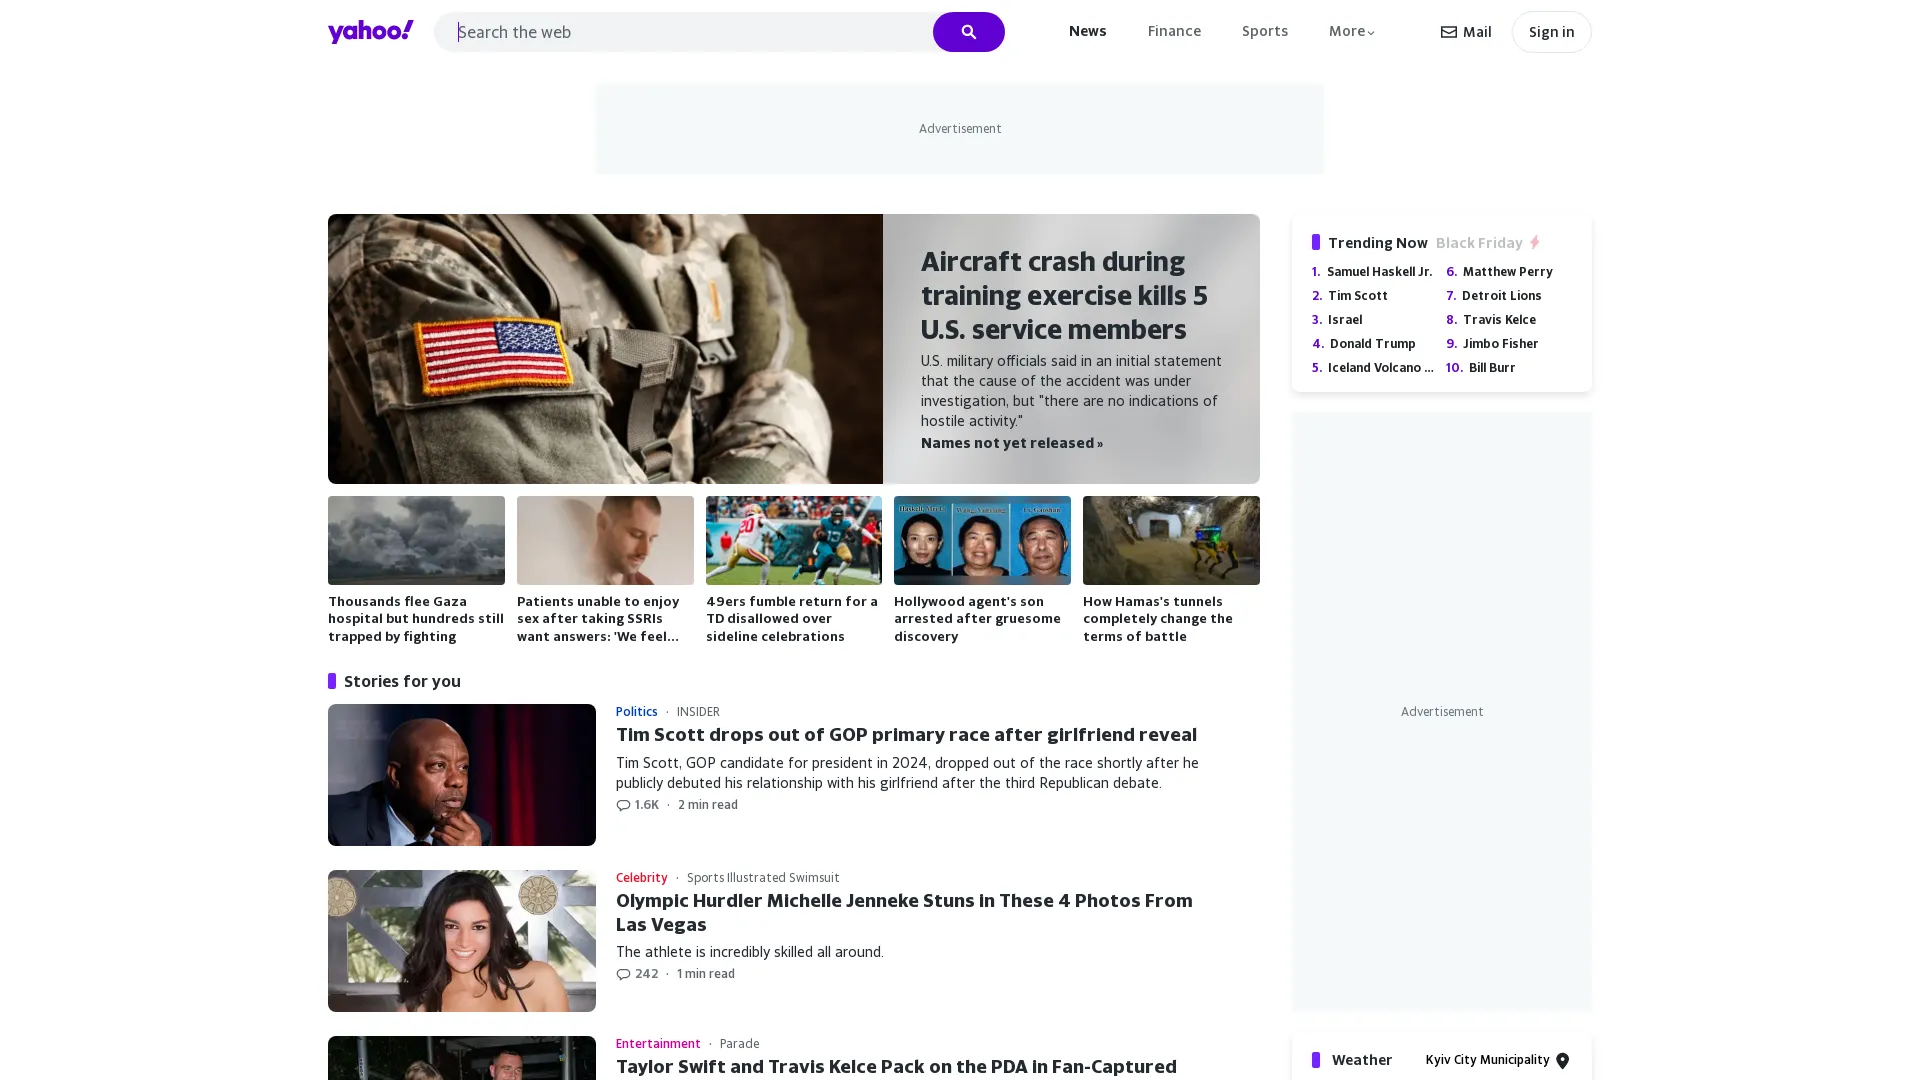 yahoo!
Search the web
News
Finance
Sports
More
Mail
Sign in
Advertisement
Aircraft crash during
training exercise kills 5
U.S. service members
U.S. military officials said in an initial statement
that the cause of the accident was under
investigation, but "there are no indications of
hostile activity."
Names not yet released »
Trending Now
Black Friday
1. Samuel Haskell Jr.
2. Tim Scott
3. Israel
4. Donald Trump
5. Iceland Volcano ...
6. Matthew Perry
7. Detroit Lions
8. Travis Kelce
9. Jimbo Fisher
10. Bill Burr
Thousands flee Gaza
hospital but hundreds still
trapped by fighting
Patients unable to enjoy
sex after taking SSRIs
want answers: 'We feel...
49ers fumble return for a
TD disallowed over
sideline celebrations
Hollywood agent's son
arrested after gruesome
discovery
How Hamas's tunnels
completely change the
terms of battle
Stories for you
Politics · INSIDER
Tim Scott drops out of GOP primary race after girlfriend reveal
Tim Scott, GOP candidate for president in 2024, dropped out of the race shortly after he
publicly debuted his relationship with his girlfriend after the third Republican debate.
1.6K · 2 min read
Celebrity · Sports Illustrated Swimsuit
Olympic Hurdler Michelle Jenneke Stuns in These 4 Photos From
Las Vegas
The athlete is incredibly skilled all around.
242 · 1 min read
Entertainment · Parade
Taylor Swift and Travis Kelce Pack on the PDA in Fan-Captured
Advertisement
Weather
Kyiv City Municipality